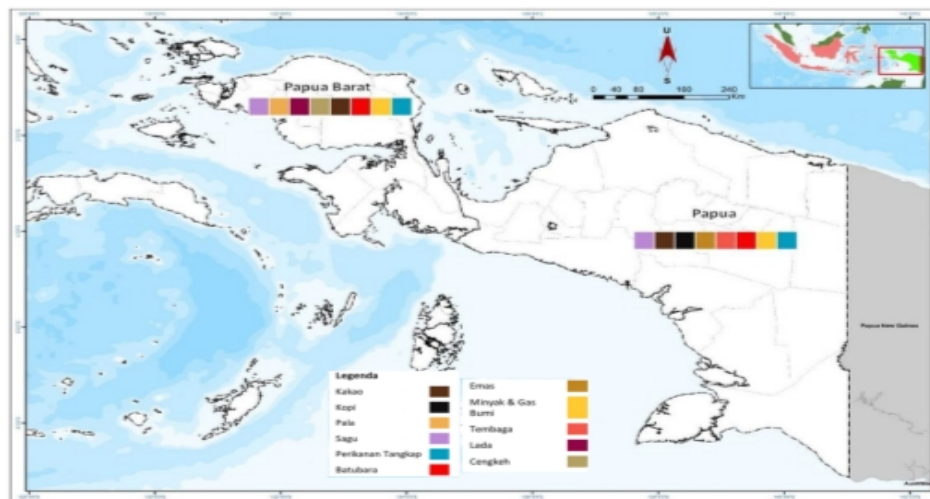 U
S
0 40 80 160 240
Km
Papua Barat
Papua
Papua New Guinea
Legenda
Kakao
Kopi
Pala
Sagu
Perikanan Tangkap
Batubara
Emas
Minyak & Gas
Bumi
Tembaga
Lada
Cengkeh